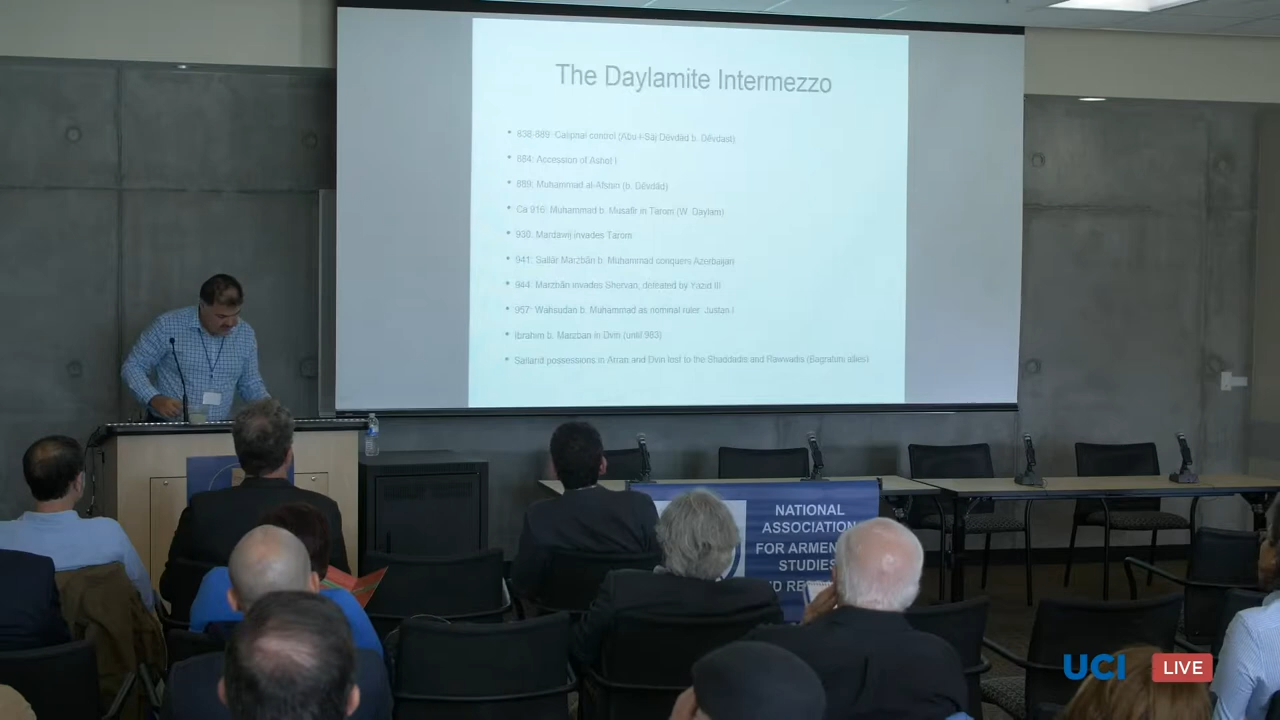 The Daylamite Intermezzo
• 838-889: Caliphal control (Abu-l-Saj Dēvdād b. Dēvdast)
• 884: Accession of Ashot I
• 889: Muhammad al-Afshin (b. Dēvdād)
• Ca 916: Muhammad b. Musafir in Tarom (W. Daylam)
• 930: Mardawij invades Tarom
• 941: Sallār Marzbān b. Muhammad conquers Azerbaijan
• 944: Marzbān invades Shervan, defeated by Yazid III
• 957: Wahsudan b. Muhammad as nominal ruler: Justan I
• Ibrahim b. Marzban in Dvin (until 983)
• Sallarid possessions in Arran and Dvin lost to the Shaddadis and Rawwadis (Bagratuni allies)
NATIONAL
ASSOCIATION
FOR ARMEN
STUDIES
UCI LIVE